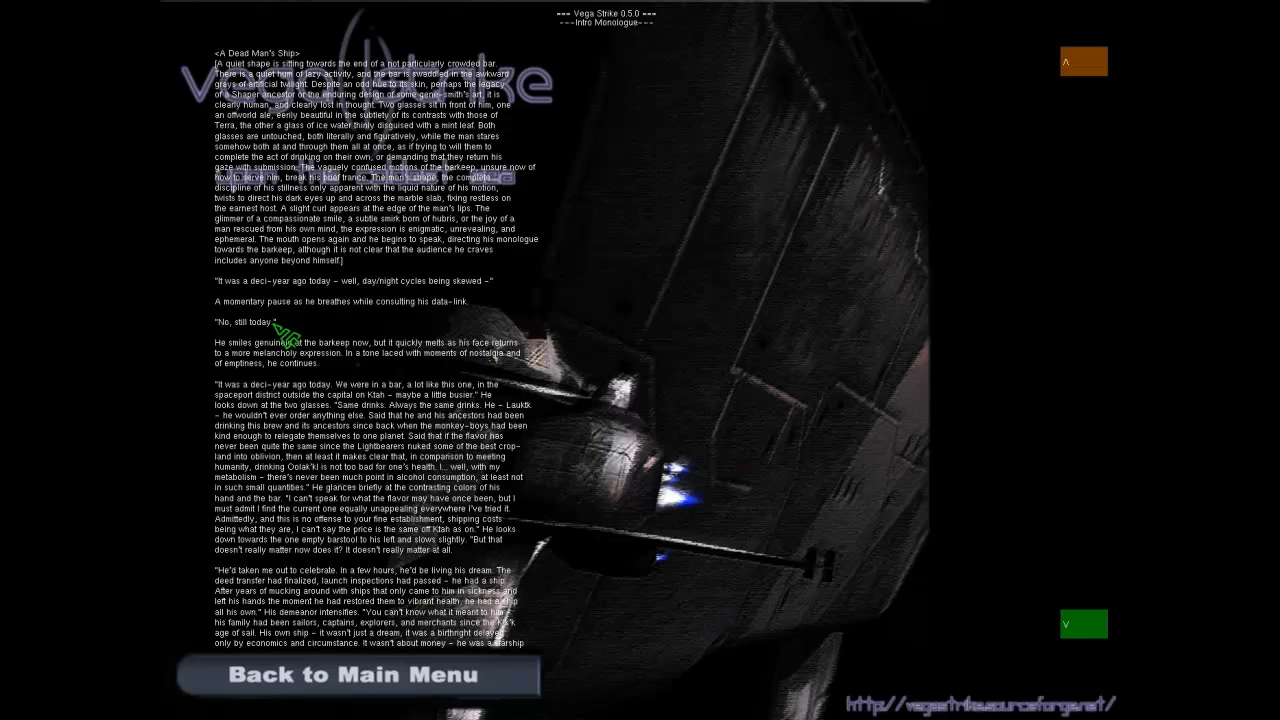 === Vega Strike 0.5.0 ===
---Intro Monologue---
<A Dead Man's Ship>
[A quiet shape is sitting towards the end of a not particularly crowded bar.
There is a quiet hum of lazy activity, and the bar is swaddled in the awkward
grays of artificial twilight. Despite an odd hue to its skin, perhaps the legacy
of a Shaper ancestor or the enduring design of some gene-smith's art, it is
clearly human, and clearly lost in thought. Two glasses sit in front of him, one
an offworld ale, eerily beautiful in the subtlety of its contrasts with those of
Terra, the other a glass of ice water thinly disguised with a mint leaf. Both
glasses are untouched, both literally and figuratively, while the man stares
somehow both at and through them all at once, as if trying to will them to
complete the act of drinking on their own, or demanding that they return his
gaze with submission. The vaguely confused motions of the barkeep, unsure now of
how to serve him, break his brief trance. The man's shape, the complete
discipline of his stillness only apparent with the liquid nature of his motion,
twists to direct his dark eyes up and across the marble slab, fixing restless on
the earnest host. A slight curl appears at the edge of the man's lips. The
glimmer of a compassionate smile, a subtle smirk born of hubris, or the joy of a
man rescued from his own mind, the expression is enigmatic, unrevealing, and
ephemeral. The mouth opens again and he begins to speak, directing his monologue
towards the barkeep, although it is not clear that the audience he craves
includes anyone beyond himself.]
"It was a deci-year ago today - well, day/night cycles being skewed -"
A momentary pause as he breathes while consulting his data-link.
"No, still today."
He smiles genuinely at the barkeep now, but it quickly melts as his face returns
to a more melancholy expression. In a tone laced with moments of nostalgia and
of emptiness, he continues.
"It was a deci-year ago today. We were in a bar, a lot like this one, in the
spaceport district outside the capital on Ktah - maybe a little busier." He
looks down at the two glasses. "Same drinks. Always the same drinks. He - Lauktk
- he wouldn't ever order anything else. Said that he and his ancestors had been
drinking this brew and its ancestors since back when the monkey-boys had been
kind enough to relegate themselves to one planet. Said that if the flavor has
never been quite the same since the Lightbearers nuked some of the best crop-
land into oblivion, then at least it makes clear that, in comparison to meeting
humanity, drinking Oolak'kl is not too bad for one's health. I... well, with my
metabolism - there's never been much point in alcohol consumption, at least not
in such small quantities." He glances briefly at the contrasting colors of his
hand and the bar. "I can't speak for what the flavor may have once been, but I
must admit I find the current one equally unappealing everywhere I've tried it.
Admittedly, and this is no offense to your fine establishment, shipping costs
being what they are, I can't say the price is the same off Ktah as on." He looks
down towards the one empty barstool to his left and slows slightly. "But that
doesn't really matter now does it? It doesn't really matter at all.
"He'd taken me out to celebrate. In a few hours, he'd be living his dream. The
deed transfer had finalized, launch inspections had passed - he had a ship.
After years of mucking around with ships that only came to him in sickness and
left his hands the moment he had restored them to vibrant health, he had a ship
all his own." His demeanor intensifies. "You can't know what it meant to him -
his family had been sailors, captains, explorers, and merchants since the
age of sail. His own ship - it wasn't just a dream, it was a birthright delayed
only by economics and circumstance. It wasn't about money - he was a starship
Back to Main Menu
http://vegastrike.sourceforge.net/
Λ
V